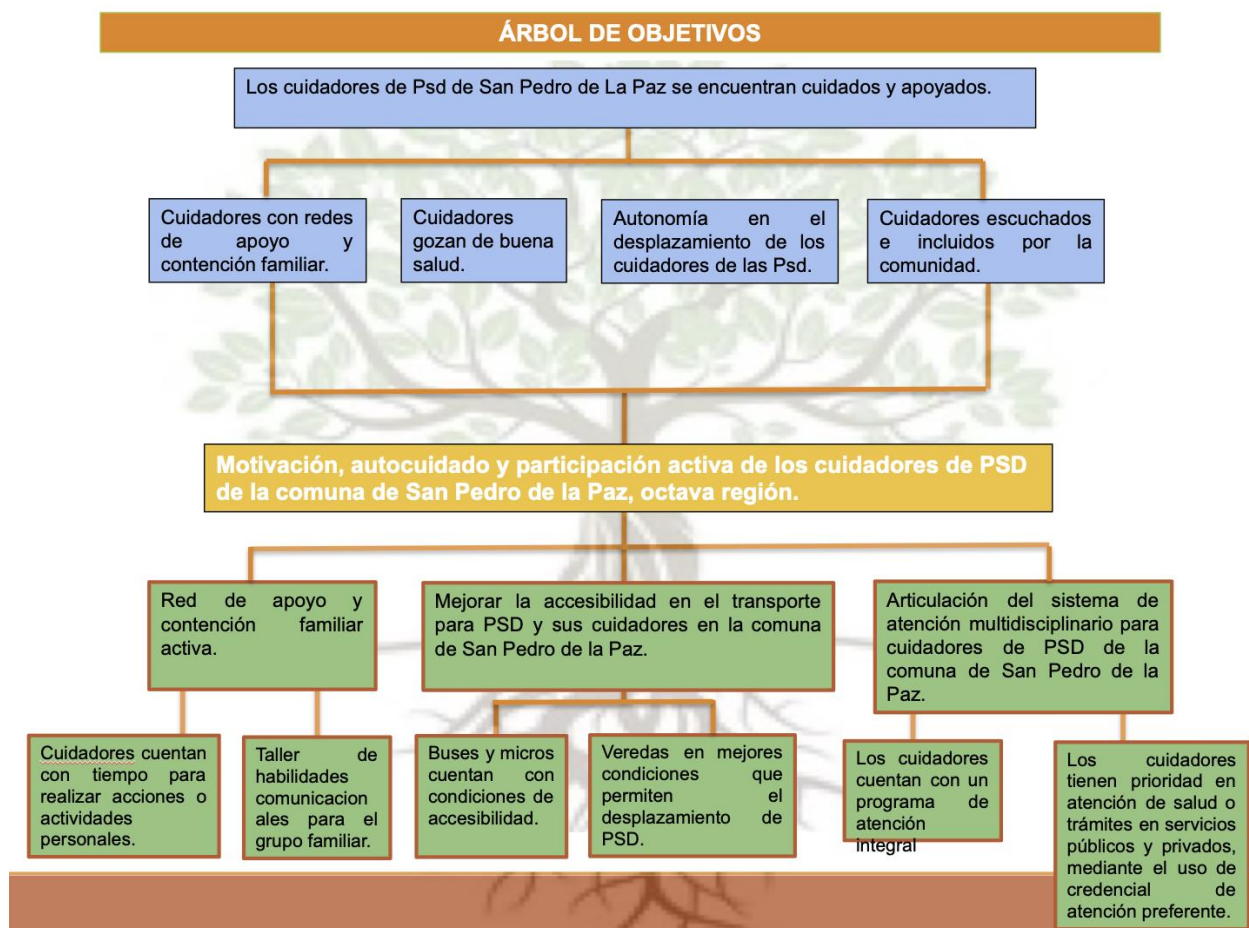 ÁRBOL DE OBJETIVOS
Los cuidadores de Psd de San Pedro de La Paz se encuentran cuidados y apoyados.
Cuidadores con redes
de apoyo y
contención familiar.
Cuidadores
gozan de buena
salud.
Autonomía en el
desplazamiento de los
cuidadores de las Psd.
Cuidadores escuchados
e incluidos por la
comunidad.
Motivación, autocuidado y participación activa de los cuidadores de PSD
de la comuna de San Pedro de la Paz, octava región.
Red de apoyo y
contención familiar
activa.
Mejorar la accesibilidad en el transporte
para PSD y sus cuidadores en la comuna
de San Pedro de la Paz.
Articulación del sistema de
atención multidisciplinario para
cuidadores de PSD de la
comuna de San Pedro de la
Paz.
Cuidadores cuentan
con tiempo para
realizar acciones o
actividades
personales.
Taller de
habilidades
comunicacion
ales para el
grupo familiar.
Buses y micros
cuentan con
condiciones de
accesibilidad.
Veredas en mejores
condiciones que
permiten el
desplazamiento de
PSD.
Los cuidadores
cuentan con un
programa de
atención
integral
Los cuidadores
tienen prioridad en
atención de salud o
trámites en servicios
públicos y privados,
mediante el uso de
credencial de
atención preferente.